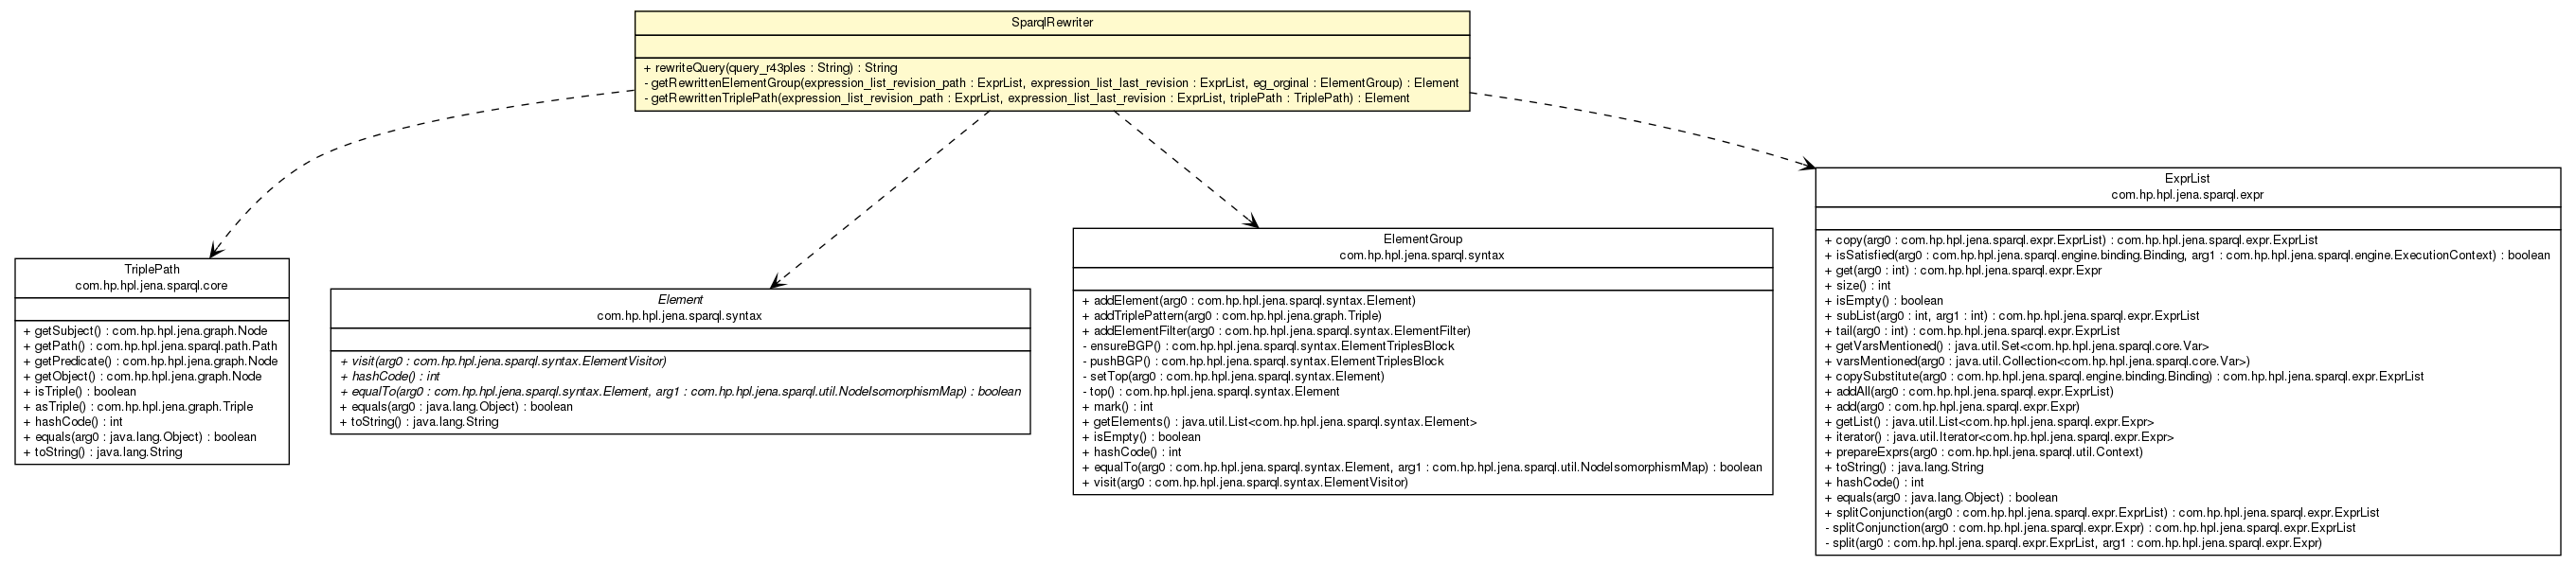 SparqlRewriter
+ rewriteQuery(query_r43ples : String) : String
- getRewrittenElementGroup(expression_list_revision_path : ExprList, expression_list_last_revision : ExprList, eg_orginal : ElementGroup) : Element
- getRewrittenTriplePath(expression_list_revision_path : ExprList, expression_list_last_revision : ExprList, triplePath : TriplePath) : Element
TriplePath
com.hp.hpl.jena.sparql.core
+ getSubject() : com.hp.hpl.jena.graph.Node
+ getPath() : com.hp.hpl.jena.sparql.path.Path
+ getPredicate() : com.hp.hpl.jena.graph.Node
+ getObject() : com.hp.hpl.jena.graph.Node
+ isTriple() : boolean
+ asTriple() : com.hp.hpl.jena.graph.Triple
+ hashCode() : int
+ equals(arg0 : java.lang.Object) : boolean
+ toString() : java.lang.String
Element
com.hp.hpl.jena.sparql.syntax
+ visit(arg0 : com.hp.hpl.jena.sparql.syntax.ElementVisitor)
+ hashCode() : int
+ equalTo(arg0 : com.hp.hpl.jena.sparql.syntax.Element, arg1 : com.hp.hpl.jena.sparql.util.NodeIsomorphismMap) : boolean
+ equals(arg0 : java.lang.Object) : boolean
+ toString() : java.lang.String
ElementGroup
com.hp.hpl.jena.sparql.syntax
+ addElement(arg0 : com.hp.hpl.jena.sparql.syntax.Element)
+ addTriplePattern(arg0 : com.hp.hpl.jena.graph.Triple)
+ addElementFilter(arg0 : com.hp.hpl.jena.sparql.syntax.ElementFilter)
- ensureBGP() : com.hp.hpl.jena.sparql.syntax.ElementTriplesBlock
- pushBGP() : com.hp.hpl.jena.sparql.syntax.ElementTriplesBlock
- setTop(arg0 : com.hp.hpl.jena.sparql.syntax.Element)
- top() : com.hp.hpl.jena.sparql.syntax.Element
+ mark() : int
+ getElements() : java.util.List<com.hp.hpl.jena.sparql.syntax.Element>
+ isEmpty() : boolean
+ hashCode() : int
+ equalTo(arg0 : com.hp.hpl.jena.sparql.syntax.Element, arg1 : com.hp.hpl.jena.sparql.util.NodeIsomorphismMap) : boolean
+ visit(arg0 : com.hp.hpl.jena.sparql.syntax.ElementVisitor)
ExprList
com.hp.hpl.jena.sparql.expr
+ copy(arg0 : com.hp.hpl.jena.sparql.expr.ExprList) : com.hp.hpl.jena.sparql.expr.ExprList
+ isSatisfied(arg0 : com.hp.hpl.jena.sparql.engine.binding.Binding, arg1 : com.hp.hpl.jena.sparql.engine.ExecutionContext) : boolean
+ get(arg0 : int) : com.hp.hpl.jena.sparql.expr.Expr
+ size() : int
+ isEmpty() : boolean
+ subList(arg0 : int, arg1 : int) : com.hp.hpl.jena.sparql.expr.ExprList
+ tail(arg0 : int) : com.hp.hpl.jena.sparql.expr.ExprList
+ getVarsMentioned() : java.util.Set<com.hp.hpl.jena.sparql.core.Var>
+ varsMentioned(arg0 : java.util.Collection<com.hp.hpl.jena.sparql.core.Var>)
+ copySubstitute(arg0 : com.hp.hpl.jena.sparql.engine.binding.Binding) : com.hp.hpl.jena.sparql.expr.ExprList
+ addAll(arg0 : com.hp.hpl.jena.sparql.expr.ExprList)
+ add(arg0 : com.hp.hpl.jena.sparql.expr.Expr)
+ getList() : java.util.List<com.hp.hpl.jena.sparql.expr.Expr>
+ iterator() : java.util.Iterator<com.hp.hpl.jena.sparql.expr.Expr>
+ prepareExprs(arg0 : com.hp.hpl.jena.sparql.util.Context)
+ toString() : java.lang.String
+ hashCode() : int
+ equals(arg0 : java.lang.Object) : boolean
+ splitConjunction(arg0 : com.hp.hpl.jena.sparql.expr.ExprList) : com.hp.hpl.jena.sparql.expr.ExprList
- splitConjunction(arg0 : com.hp.hpl.jena.sparql.expr.Expr) : com.hp.hpl.jena.sparql.expr.ExprList
- split(arg0 : com.hp.hpl.jena.sparql.expr.ExprList, arg1 : com.hp.hpl.jena.sparql.expr.Expr)